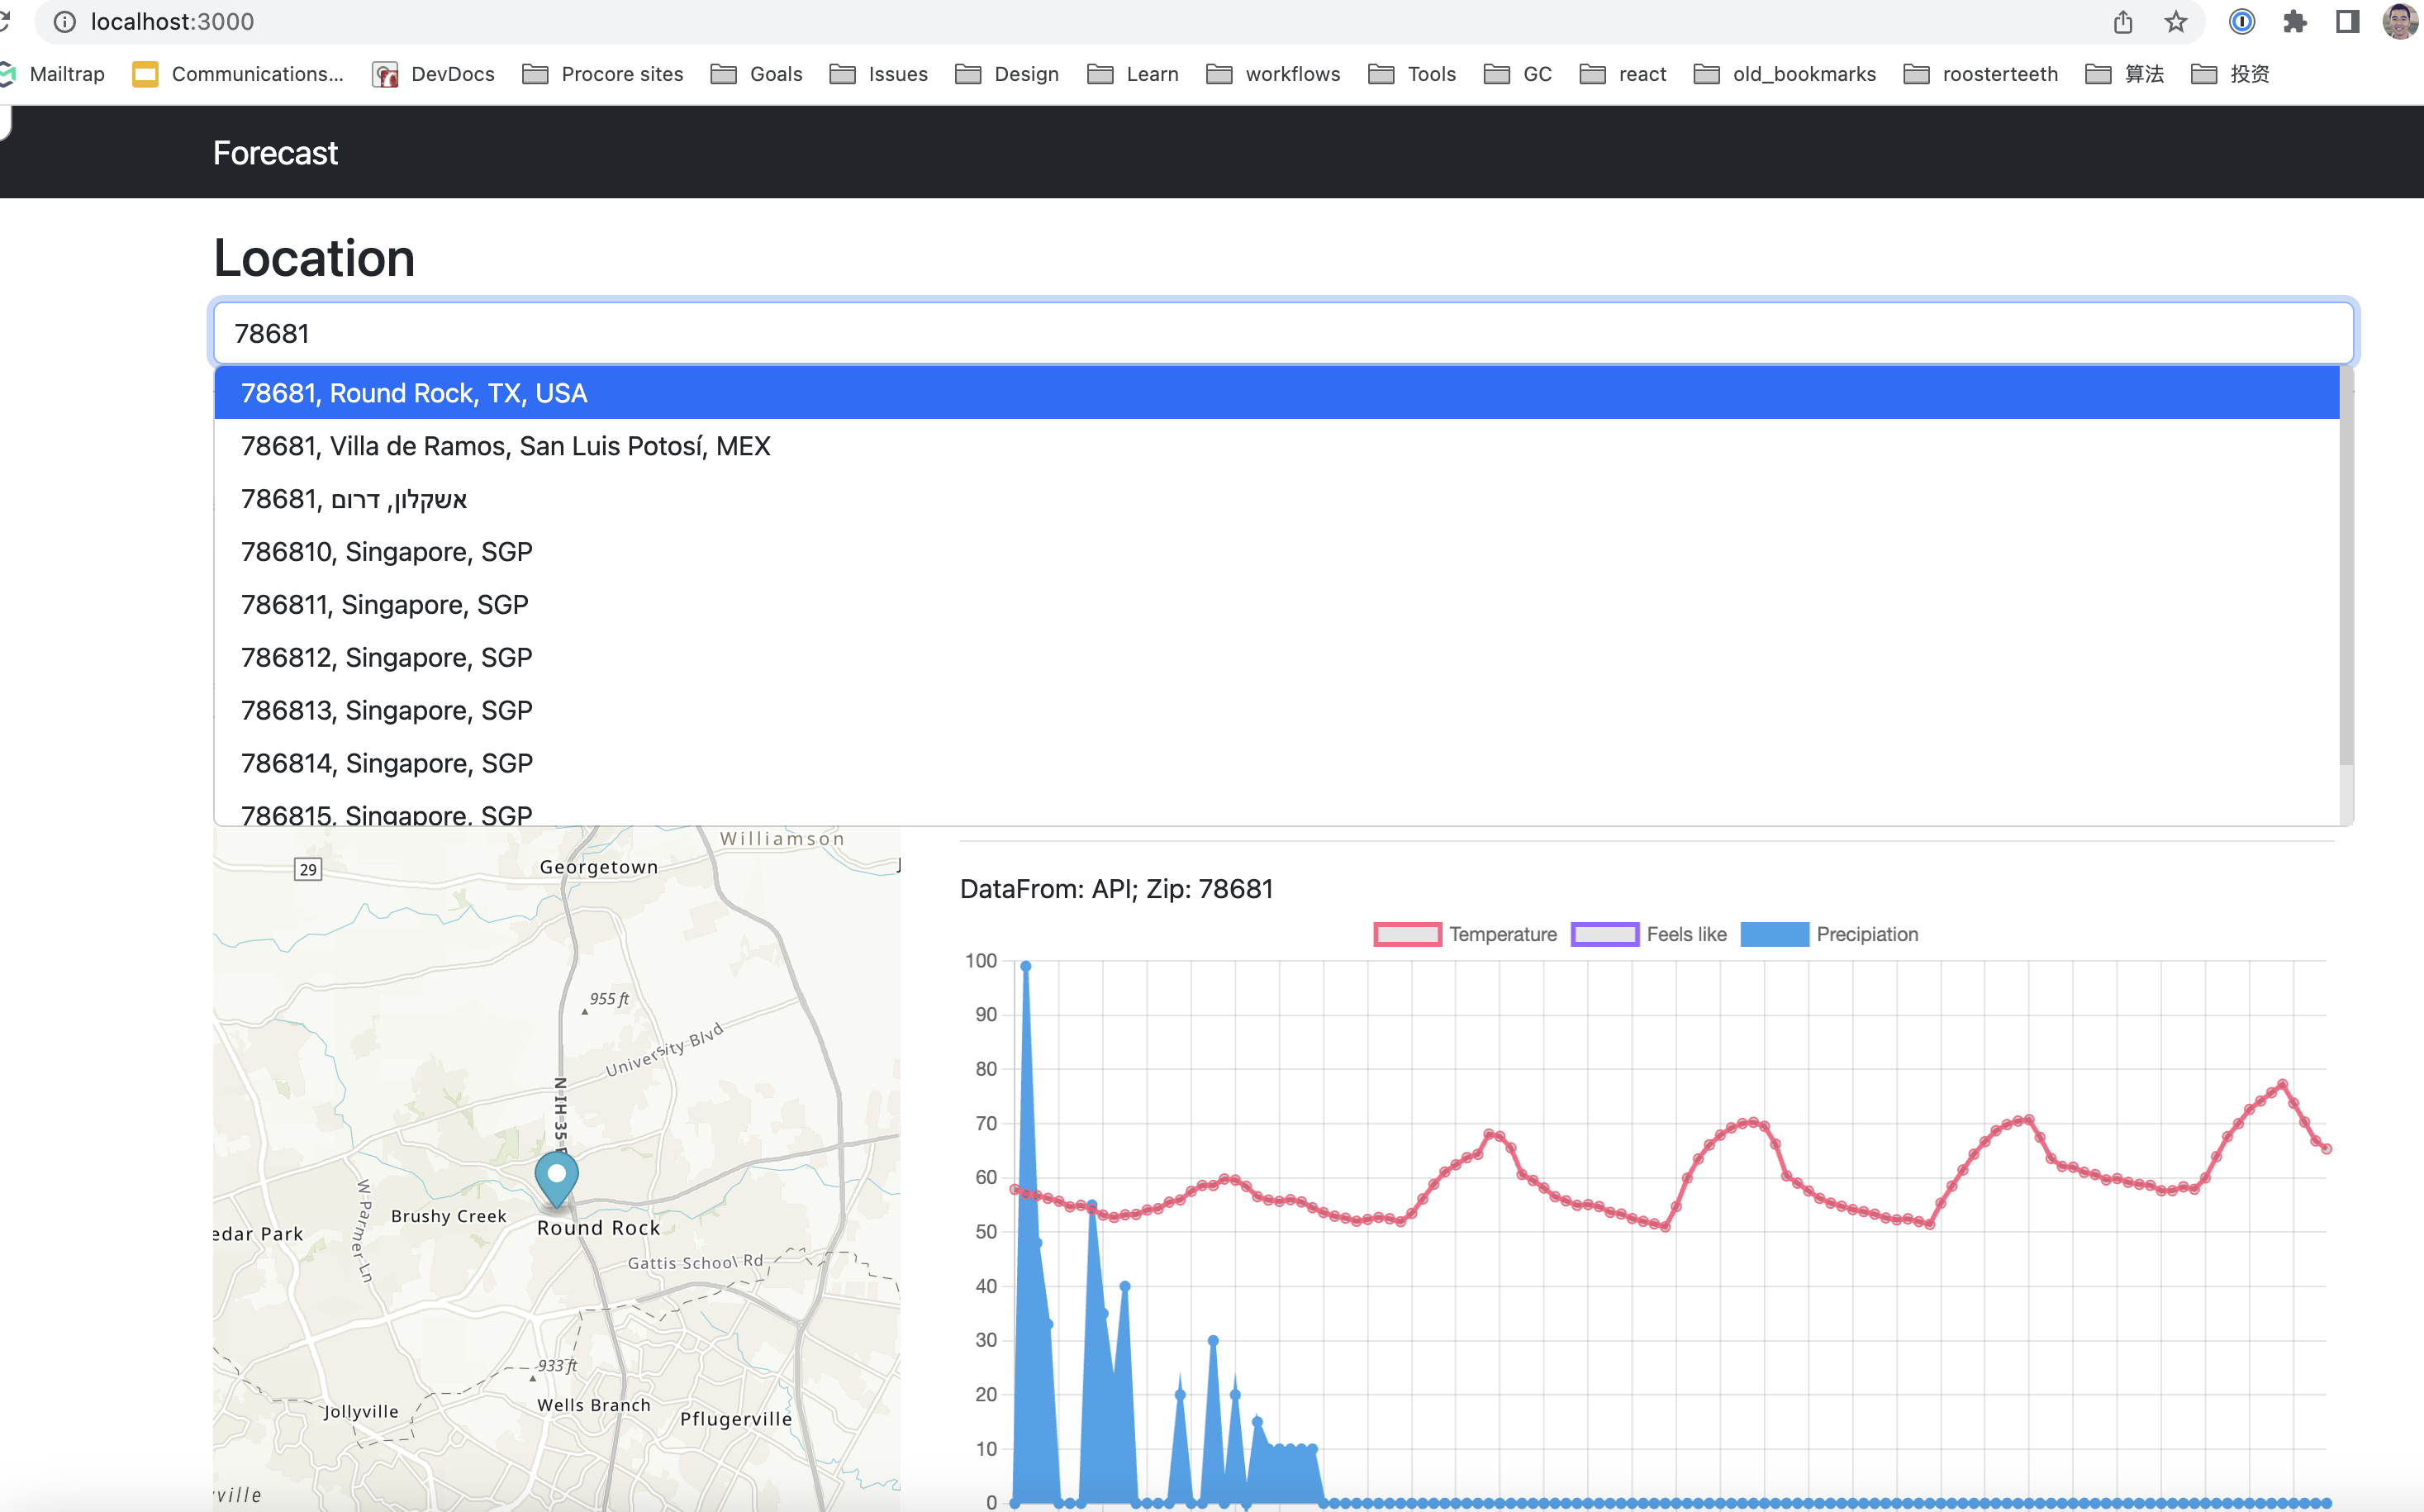 localhost:3000
Mailtrap Communications... DevDocs Procore sites Goals Issues Design Learn workflows Tools GC react old_bookmarks roosterteeth 算法 投资
Forecast
Location
78681
78681, Round Rock, TX, USA
78681, Villa de Ramos, San Luis Potosí, MEX
78681, אשקלון, דרום
786810, Singapore, SGP
786811, Singapore, SGP
786812, Singapore, SGP
786813, Singapore, SGP
786814, Singapore, SGP
786815, Singapore, SGP
Williamson
29
Georgetown
955 ft
University Blvd
N IH 35
W Parmer Ln
Brushy Creek
Round Rock
edar Park
Gattis School Rd
933 ft
Jollyville
Wells Branch
Pflugerville
ville
DataFrom: API; Zip: 78681
Temperature Feels like Precipiation
100
90
80
70
60
50
40
30
20
10
0